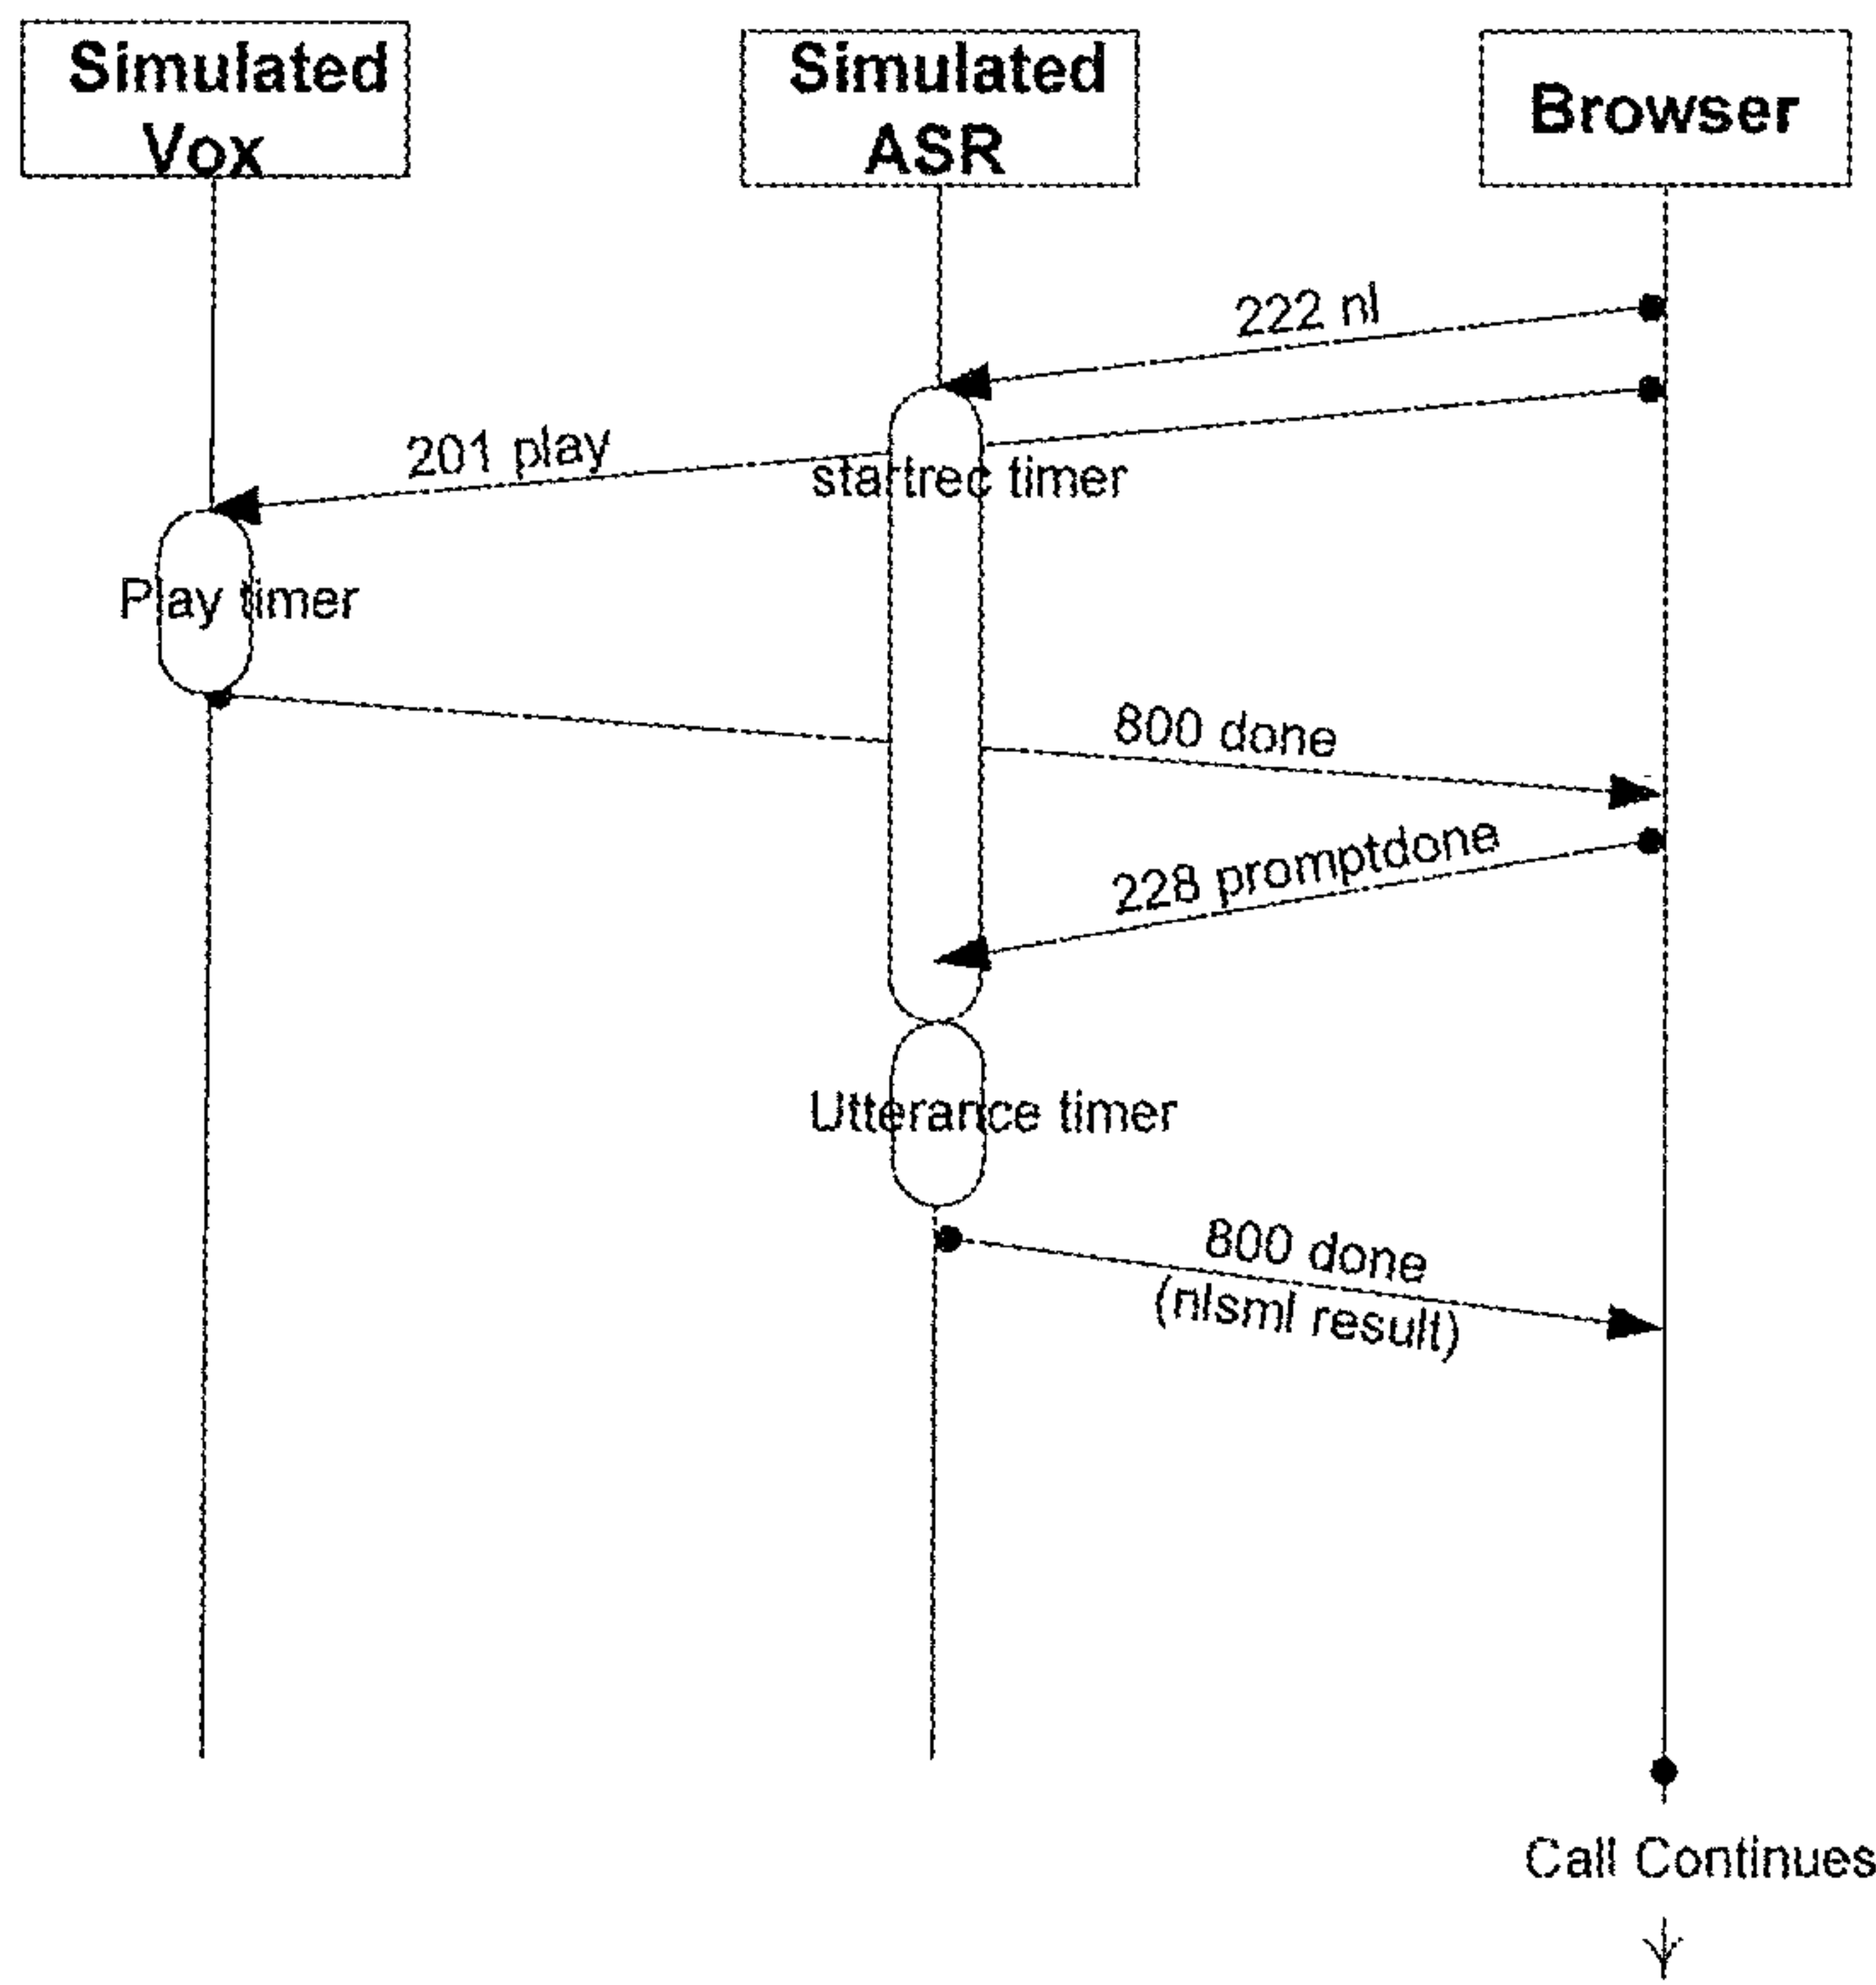 Simulated
Vox
Simulated
ASR
Browser
222 nl
201 play
startrec timer
Play timer
800 done
228 promptdone
Utterance timer
800 done
(nlsml result)
Call Continues